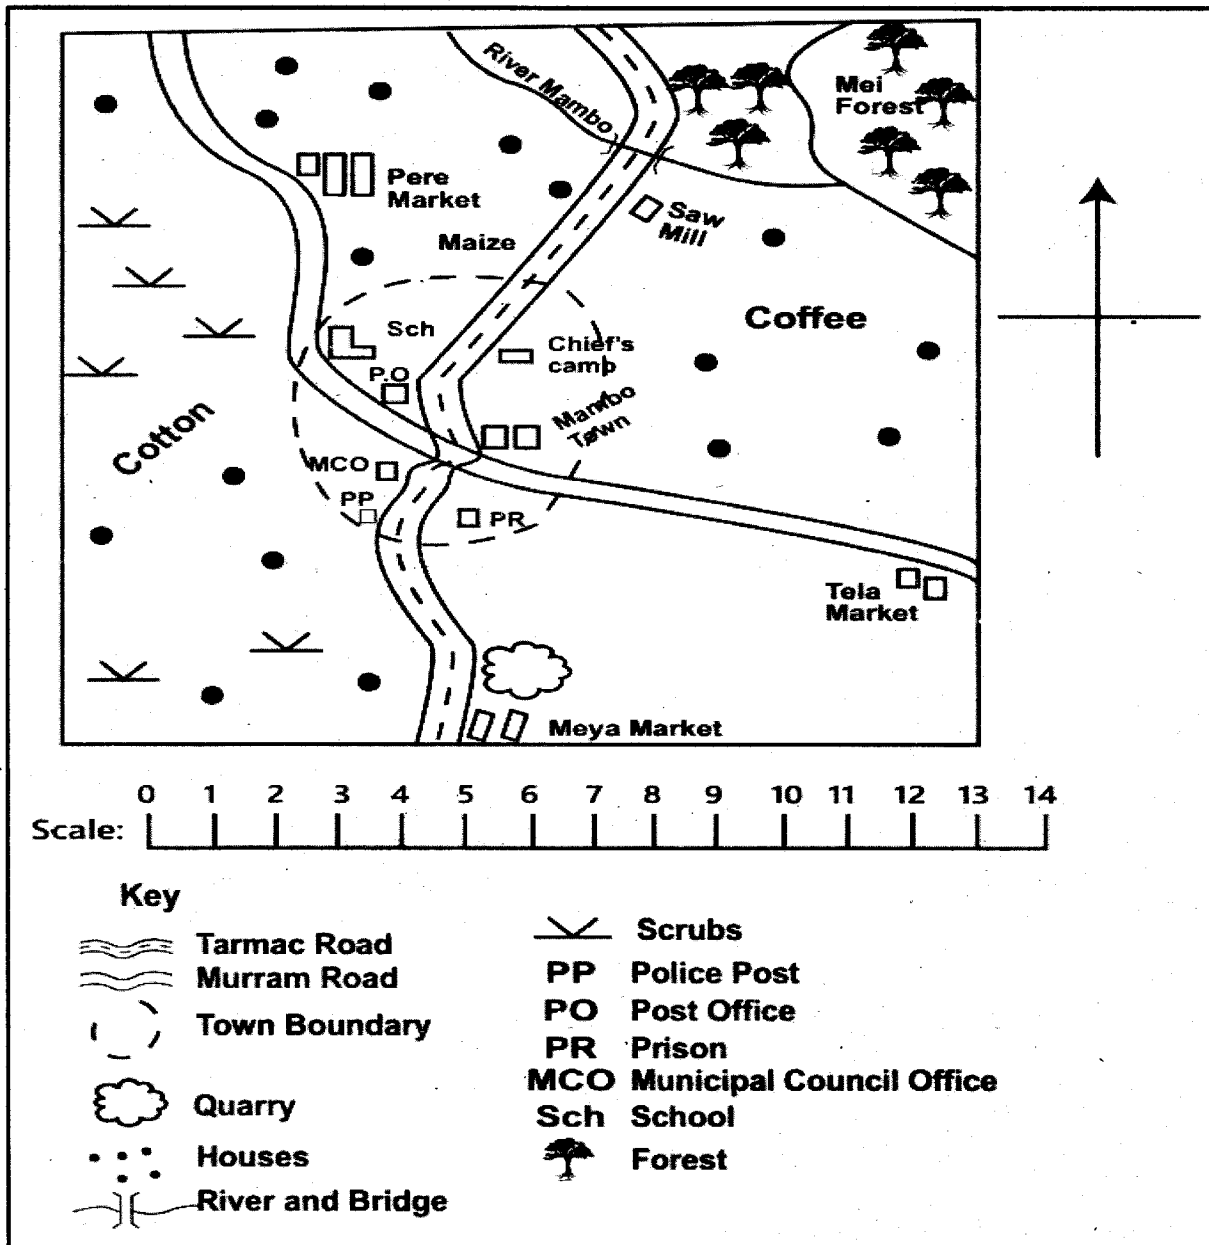 River Mambo
Mei
Forest
Pere
Market
Saw
Mill
Maize
Coffee
Sch
Chief's
camp
P.O
Mambo
Town
Cotton
MCO
PP
PR
Tela
Market
Meya Market
0 1 2 3 4 5 6 7 8 9 10 11 12 13 14
Scale:
Key
Tarmac Road
Murram Road
Town Boundary
Quarry
Houses
River and Bridge
Scrubs
PP Police Post
PO Post Office
PR Prison
MCO Municipal Council Office
Sch School
Forest